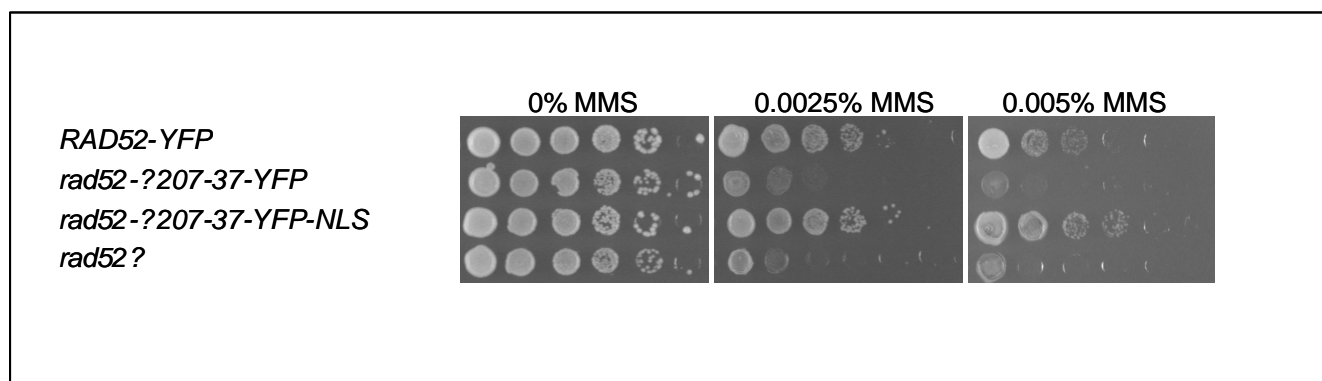 0% MMS 0.0025% MMS 0.005% MMS
RAD52-YFP
rad52-?207-37-YFP
rad52-?207-37-YFP-NLS
rad52?